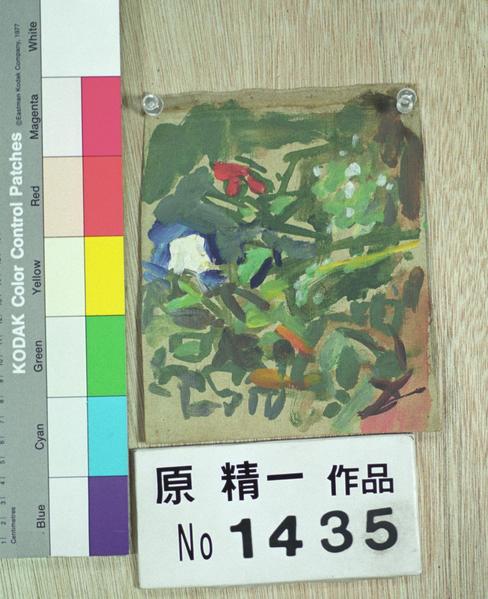 KODAK Color Control Patches
©Eastman Kodak Company, 1977
Centimetres
Blue
Cyan
Green
Yellow
Red
Magenta
White
原 精一 作品
No 1435